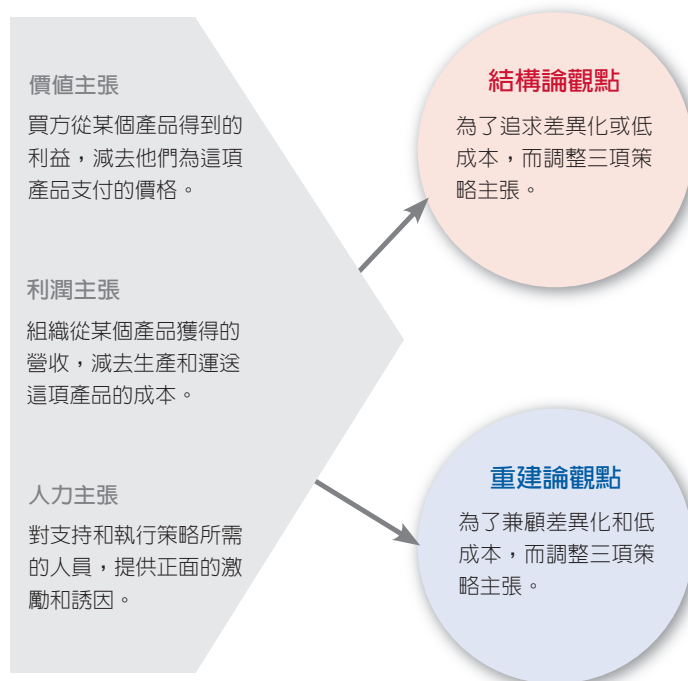 價值主張
買方從某個產品得到的
利益，減去他們為這項
產品支付的價格。
利潤主張
組織從某個產品獲得的
營收，減去生產和運送
這項產品的成本。
人力主張
對支持和執行策略所需
的人員，提供正面的激
勵和誘因。
結構論觀點
為了追求差異化或低
成本，而調整三項策
略主張。
重建論觀點
為了兼顧差異化和低
成本，而調整三項策
略主張。